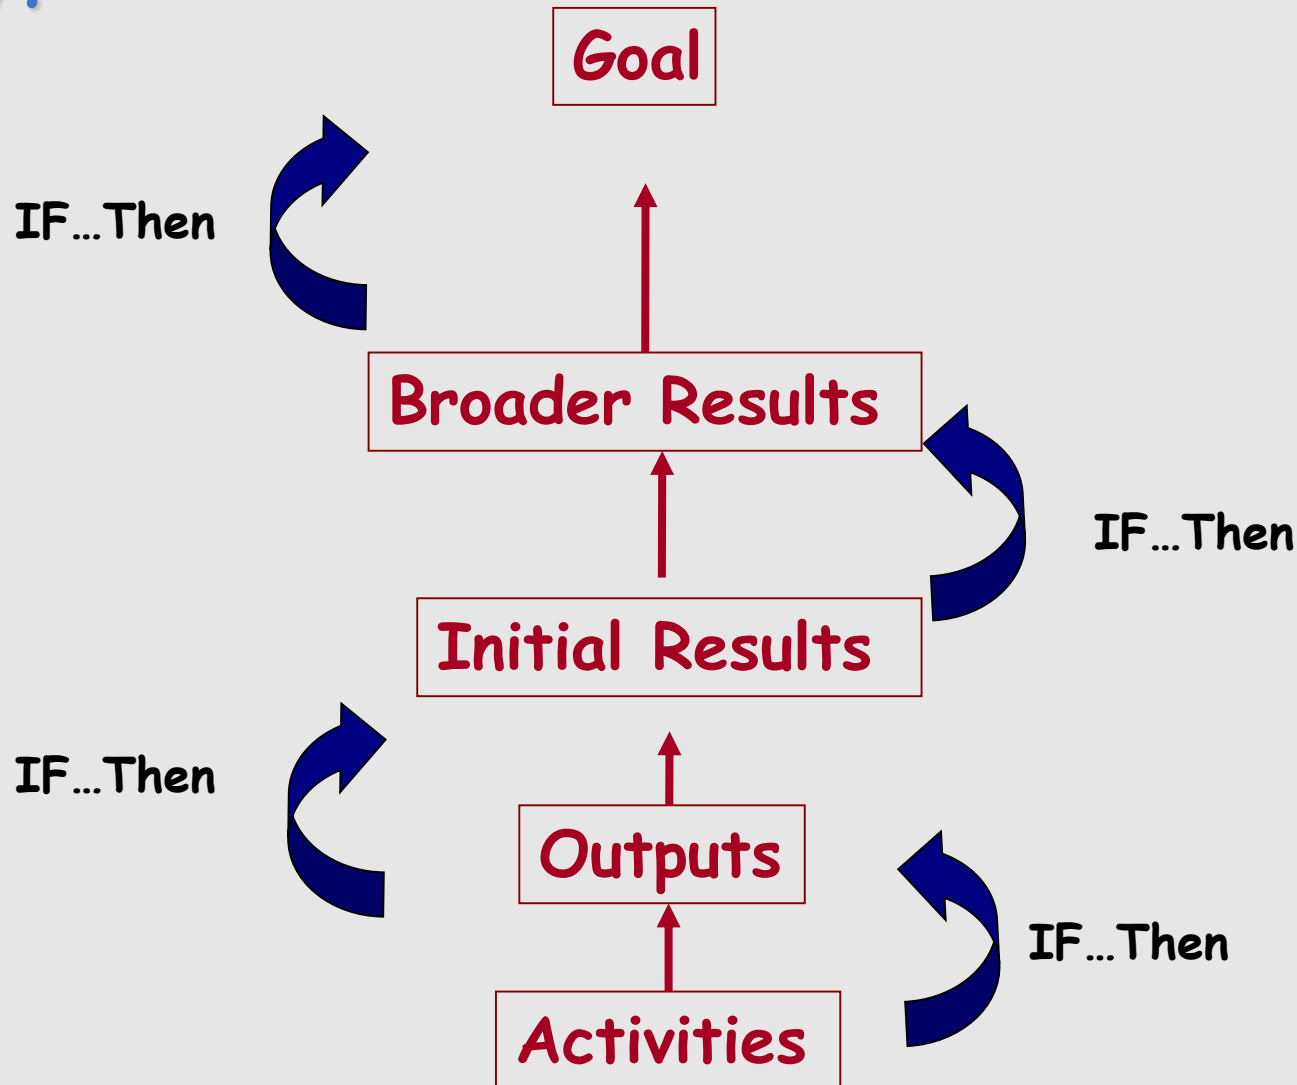 Goal
IF...Then
Broader Results
IF...Then
Initial Results
IF...Then
Outputs
IF...Then
Activities